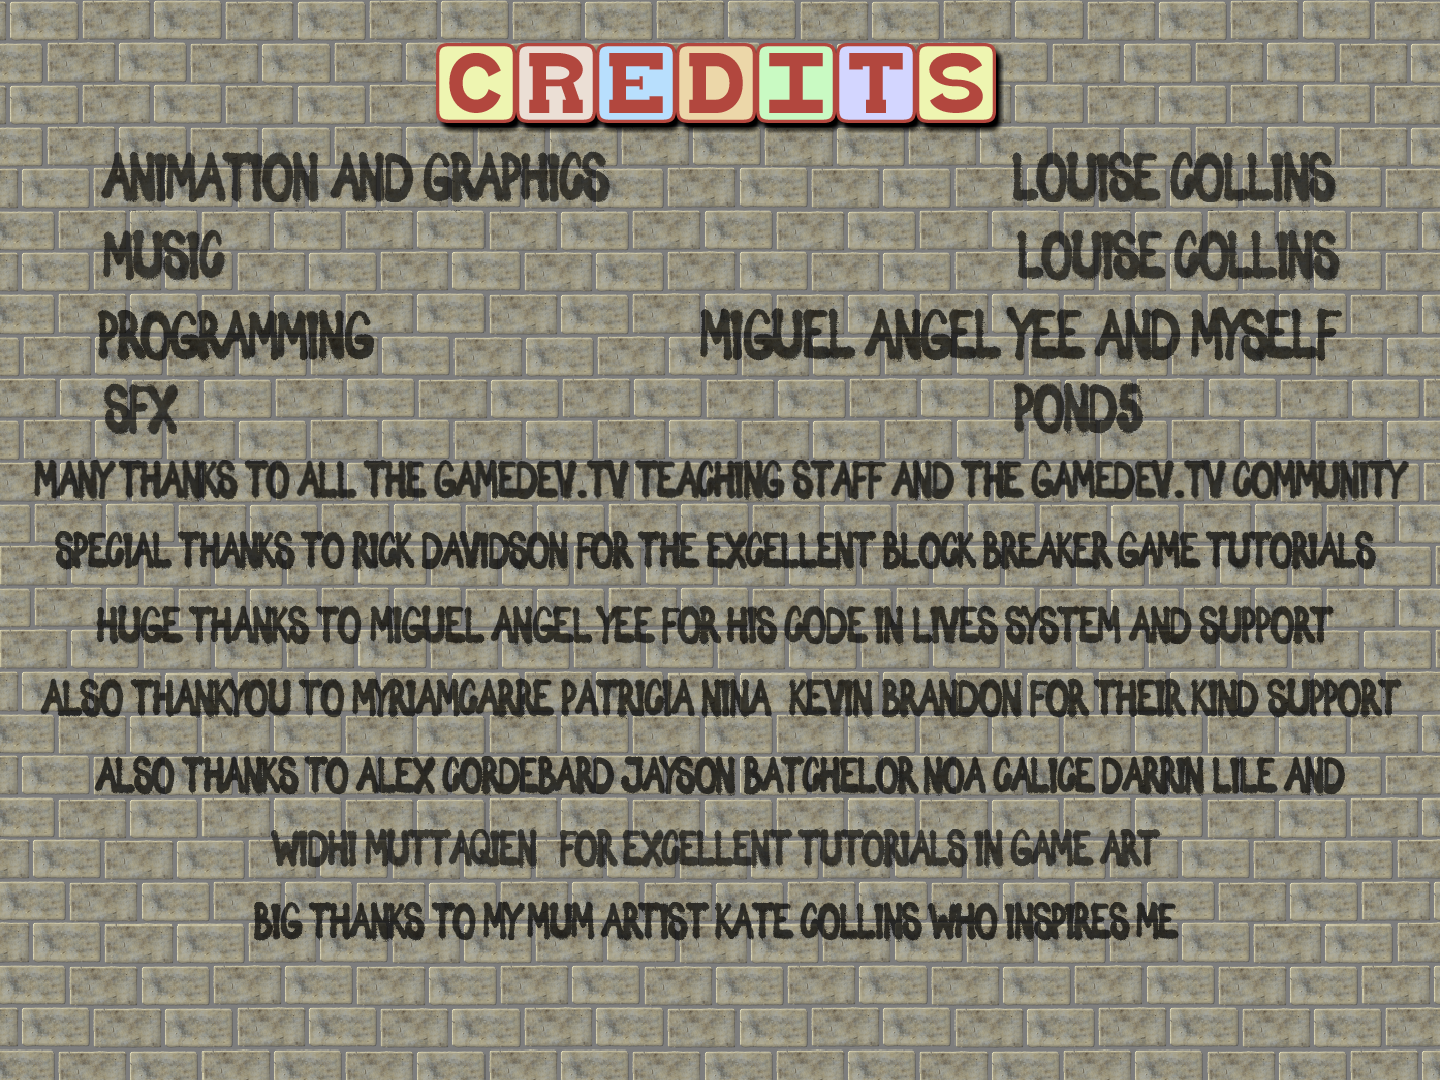 CREDITS
ANIMATION AND GRAPHICS LOUISE COLLINS
MUSIC LOUISE COLLINS
PROGRAMMING MIGUEL ANGEL YEE AND MYSELF
SFX POND5
MANY THANKS TO ALL THE GAMEDEV.TV TEACHING STAFF AND THE GAMEDEV.TV COMMUNITY
SPECIAL THANKS TO RICK DAVIDSON FOR THE EXCELLENT BLOCK BREAKER GAME TUTORIALS
HUGE THANKS TO MIGUEL ANGEL YEE FOR HIS CODE IN LIVES SYSTEM AND SUPPORT
ALSO THANKYOU TO MYRIAMCARRE PATRICIA NINA KEVIN BRANDON FOR THEIR KIND SUPPORT
ALSO THANKS TO ALEX CORDEBARD JAYSON BATCHELOR NOA CALICE DARRIN LILE AND
WIDHI MUTTAQIEN FOR EXCELLENT TUTORIALS IN GAME ART
BIG THANKS TO MY MUM ARTIST KATE COLLINS WHO INSPIRES ME